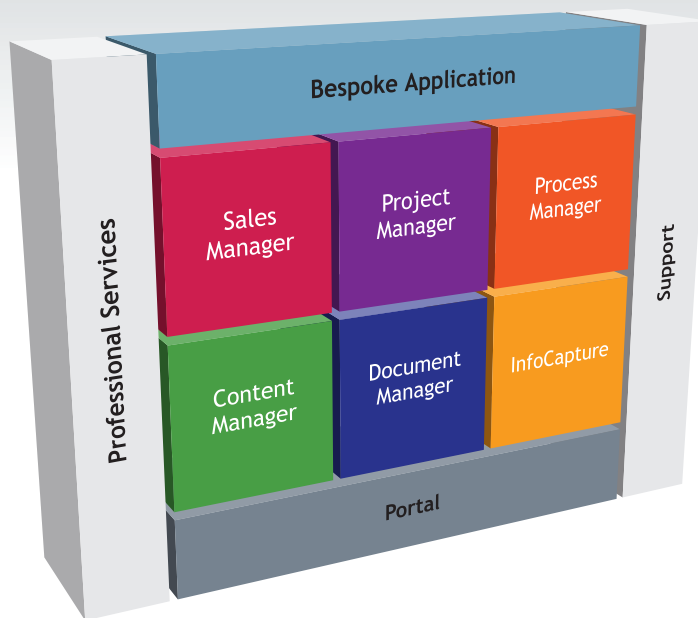 Bespoke Application
Professional Services
Sales
Manager
Project
Manager
Process
Manager
Support
Content
Manager
Document
Manager
InfoCapture
Portal